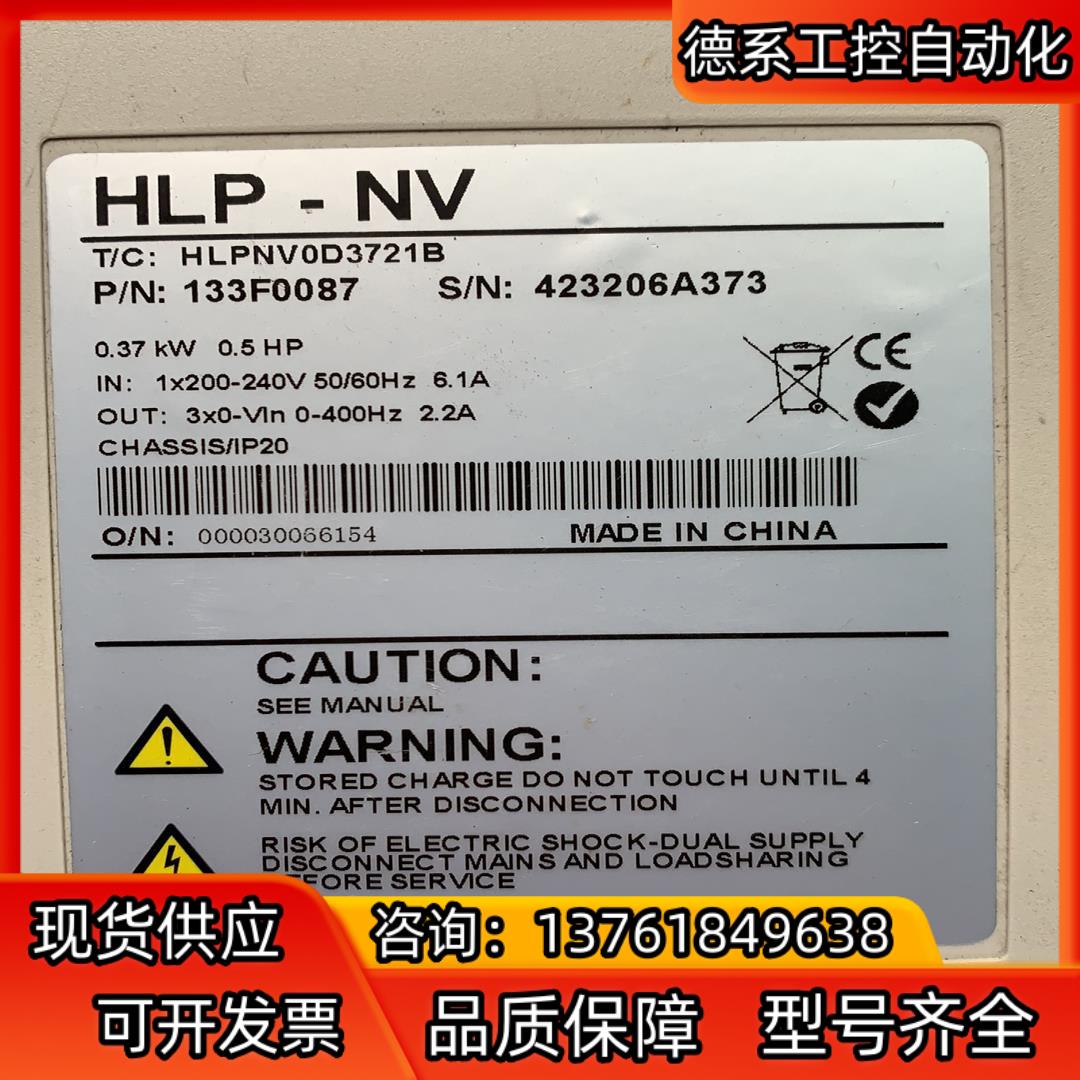 德系工控自动化
HLP - NV
T/C: HLPNV0D3721B
P/N: 133F0087 S/N: 423206A373
0.37 kW 0.5 HP
IN: 1x200-240V 50/60Hz 6.1A
OUT: 3x0-VIn 0-400Hz 2.2A
CHASSIS/IP20
CE
O/N: 000030066154 MADE IN CHINA
CAUTION:
SEE MANUAL
WARNING:
STORED CHARGE DO NOT TOUCH UNTIL 4
MIN. AFTER DISCONNECTION
RISK OF ELECTRIC SHOCK-DUAL SUPPLY
DISCONNECT MAINS AND LOADSHARING
EFORE SERVICE
现货供应 咨询：13761849638
可开发票 品质保障 型号齐全